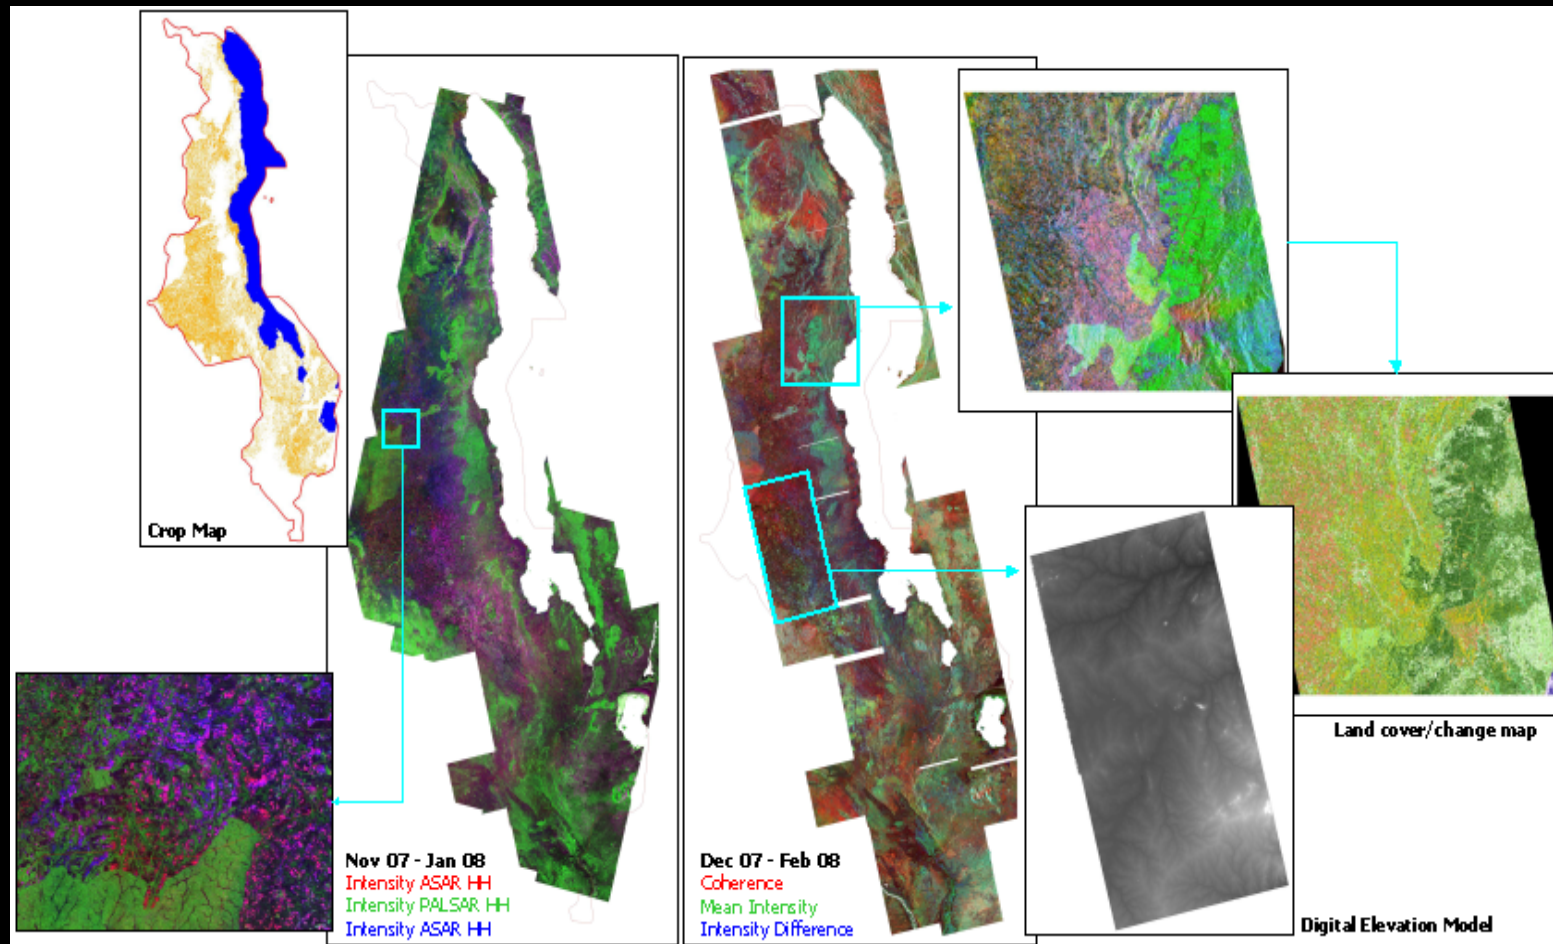 Crop Map
Nov 07 - Jan 08
Intensity ASAR HH
Intensity PALSAR HH
Intensity ASAR HH
Dec 07 - Feb 08
Coherence
Mean Intensity
Intensity Difference
Land cover/change map
Digital Elevation Model